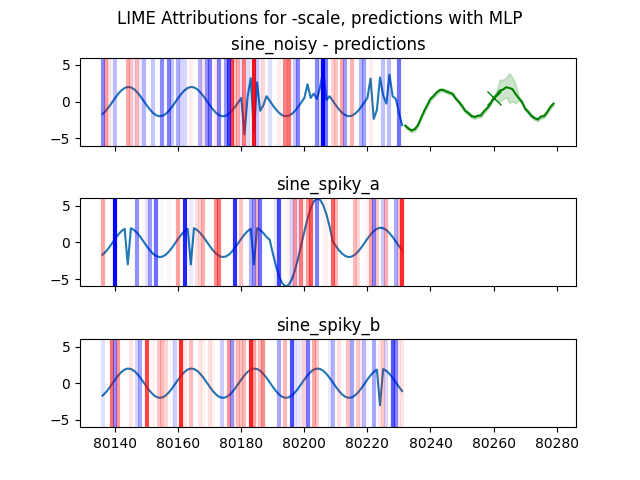 LIME Attributions for -scale, predictions with MLP
sine_noisy - predictions
5
0
−5
sine_spiky_a
5
0
−5
sine_spiky_b
5
0
−5
80140 80160 80180 80200 80220 80240 80260 80280